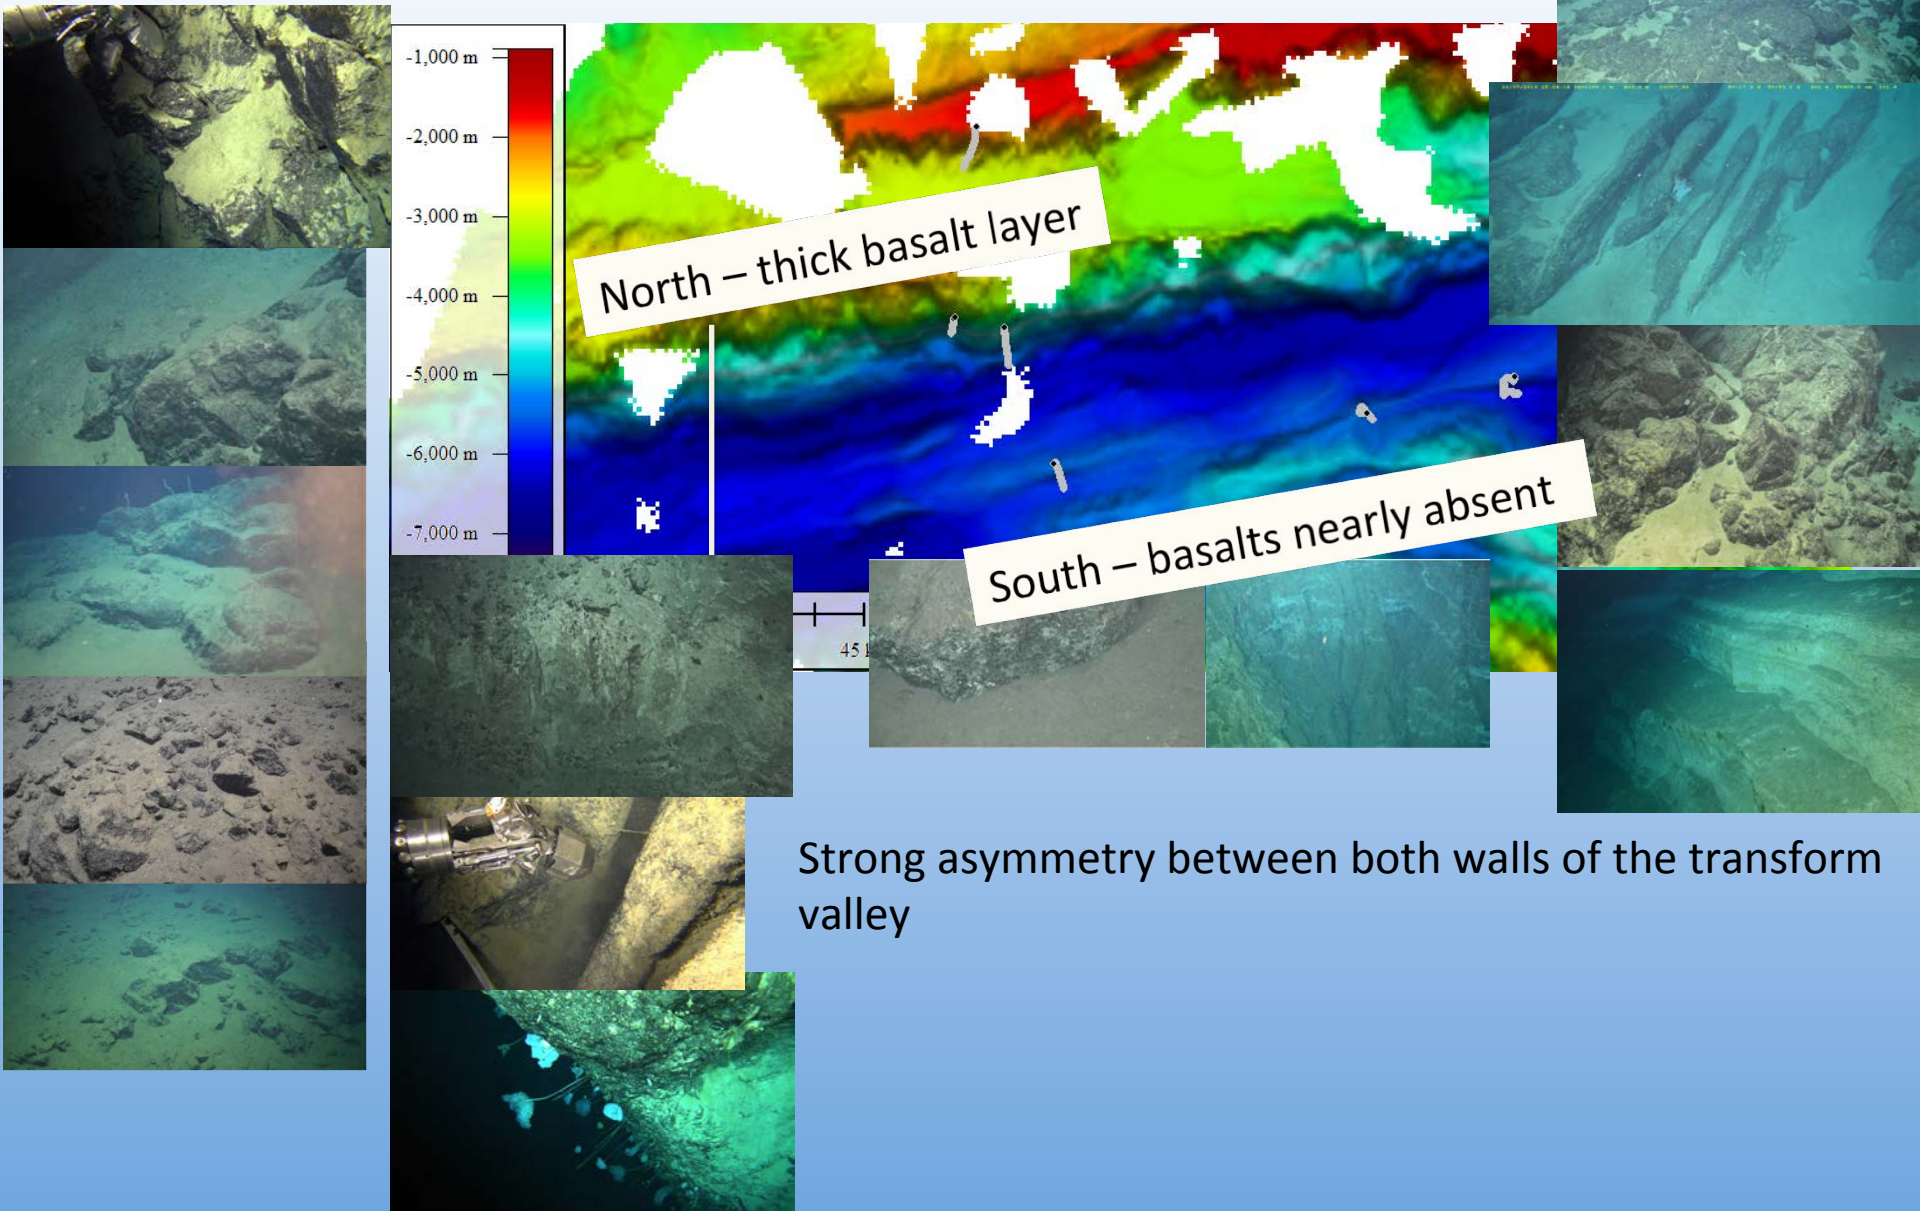 -1,000 m
-2,000 m
-3,000 m
-4,000 m
-5,000 m
-6,000 m
-7,000 m
North – thick basalt layer
South – basalts nearly absent
45
Strong asymmetry between both walls of the transform
valley